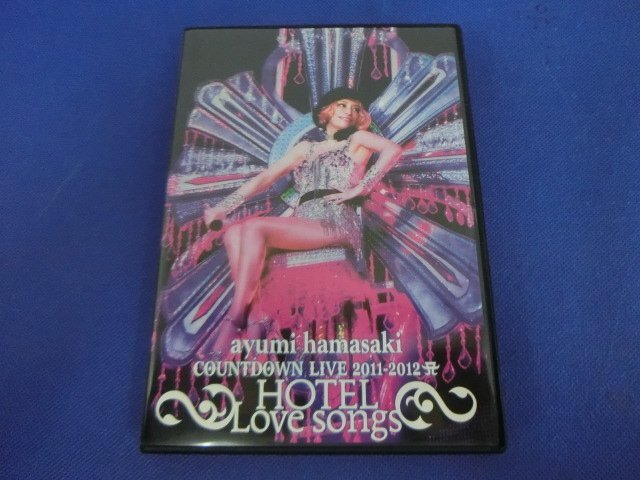 ayumi hamasaki
COUNTDOWN LIVE 2011-2012 A
HOTEL
Love songs